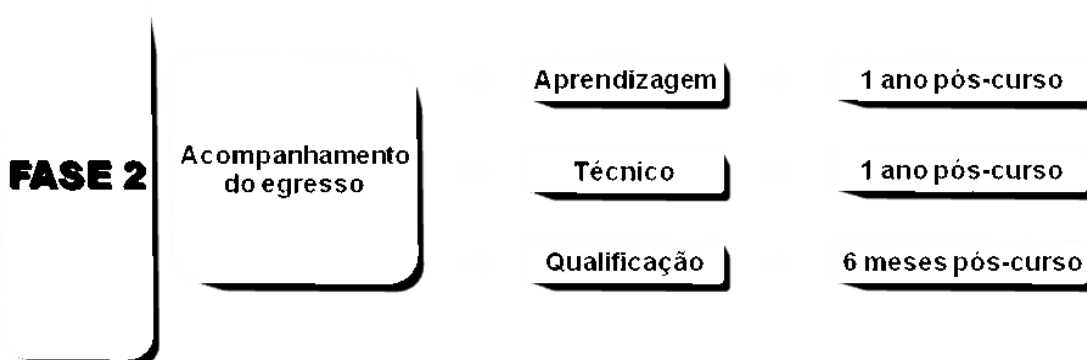 FASE 2
Acompanhamento
do egresso
Aprendizagem
1 ano pós-curso
Técnico
1 ano pós-curso
Qualificação
6 meses pós-curso